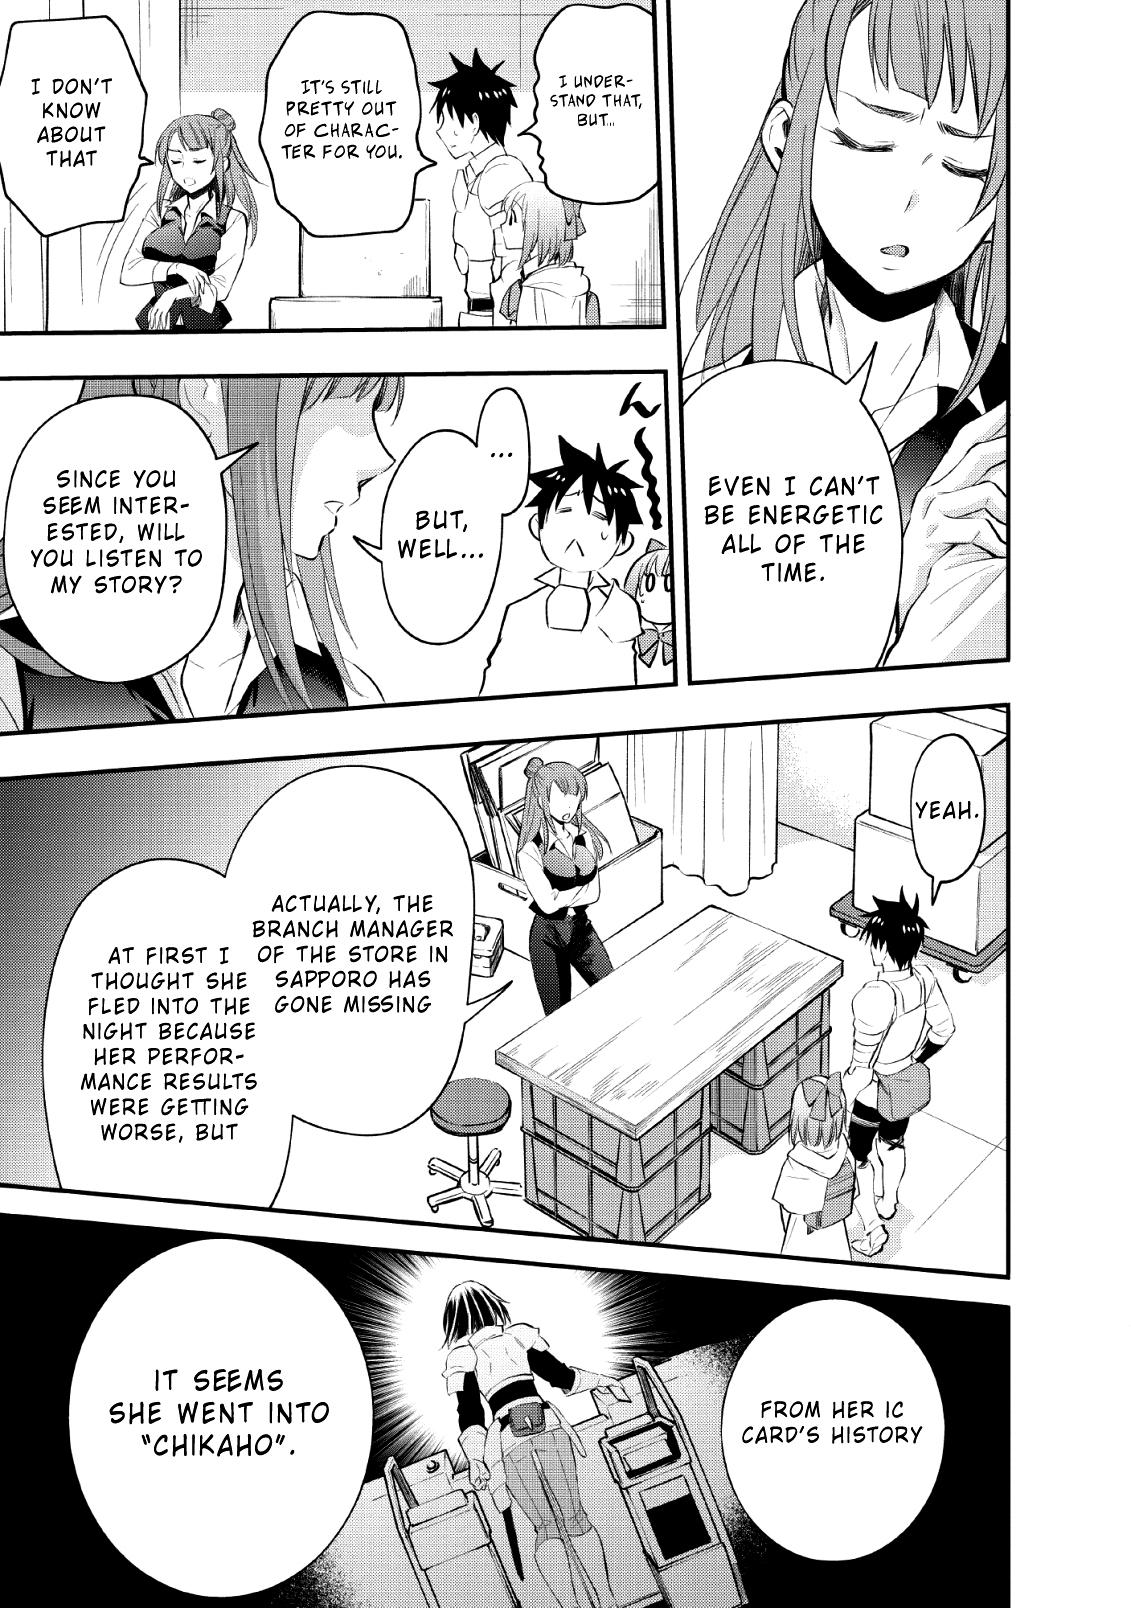 EVEN I CAN'T
BE ENERGETIC
ALL OF THE
TIME.
I UNDER-
STAND THAT,
BUT...
IT'S STILL
PRETTY OUT
OF CHARAC-
TER FOR YOU.
I DON'T
KNOW
ABOUT
THAT
ん～
...
BUT,
WELL...
SINCE YOU
SEEM INTER-
ESTED, WILL
YOU LISTEN TO
MY STORY?
YEAH.
ACTUALLY, THE
BRANCH MANAGER
OF THE STORE IN
SAPPORO HAS
GONE MISSING
AT FIRST I
THOUGHT SHE
FLED INTO THE
NIGHT BECAUSE
HER PERFOR-
MANCE RESULTS
WERE GETTING
WORSE, BUT
FROM HER IC
CARD'S HISTORY
IT SEEMS
SHE WENT INTO
"CHIKAHO".